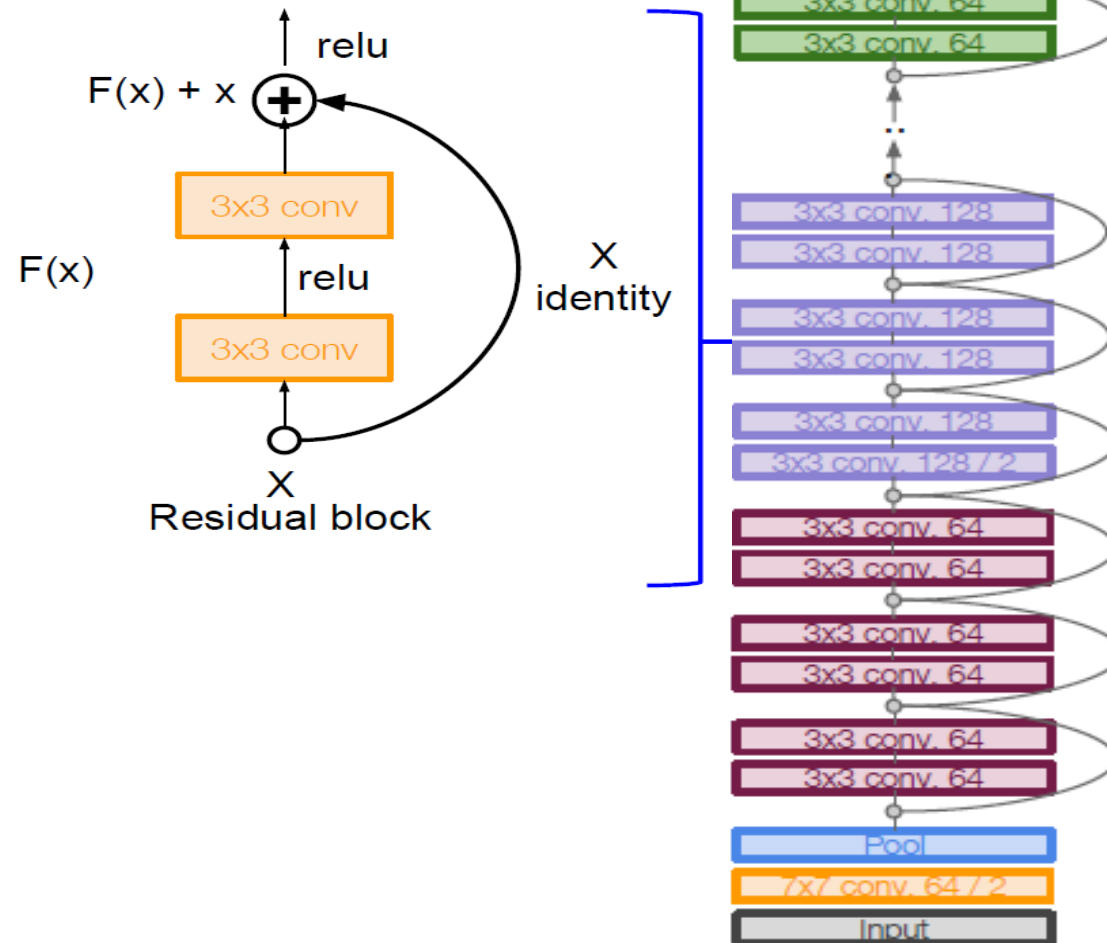 relu
F(x) + x
3x3 conv
F(x)
relu
X
identity
3x3 conv
X
Residual block
3x3 conv, 64
3x3 conv, 64
..
3x3 conv, 128
3x3 conv, 128
3x3 conv, 128
3x3 conv, 128
3x3 conv, 128
3x3 conv, 128 / 2
3x3 conv, 64
3x3 conv, 64
3x3 conv, 64
3x3 conv, 64
3x3 conv, 64
3x3 conv, 64
Pool
7x7 conv, 64 / 2
Input